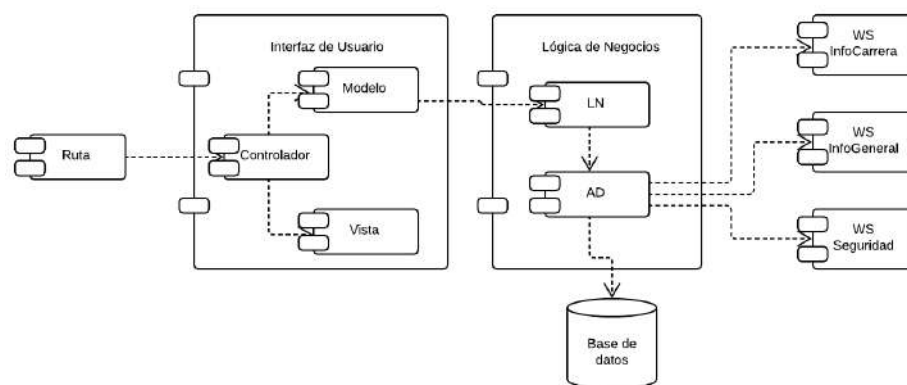 Interfaz de Usuario
Lógica de Negocios
WS
InfoCarrera
Modelo
LN
Ruta
Controlador
WS
InfoGeneral
AD
Vista
WS
Seguridad
Base de
datos